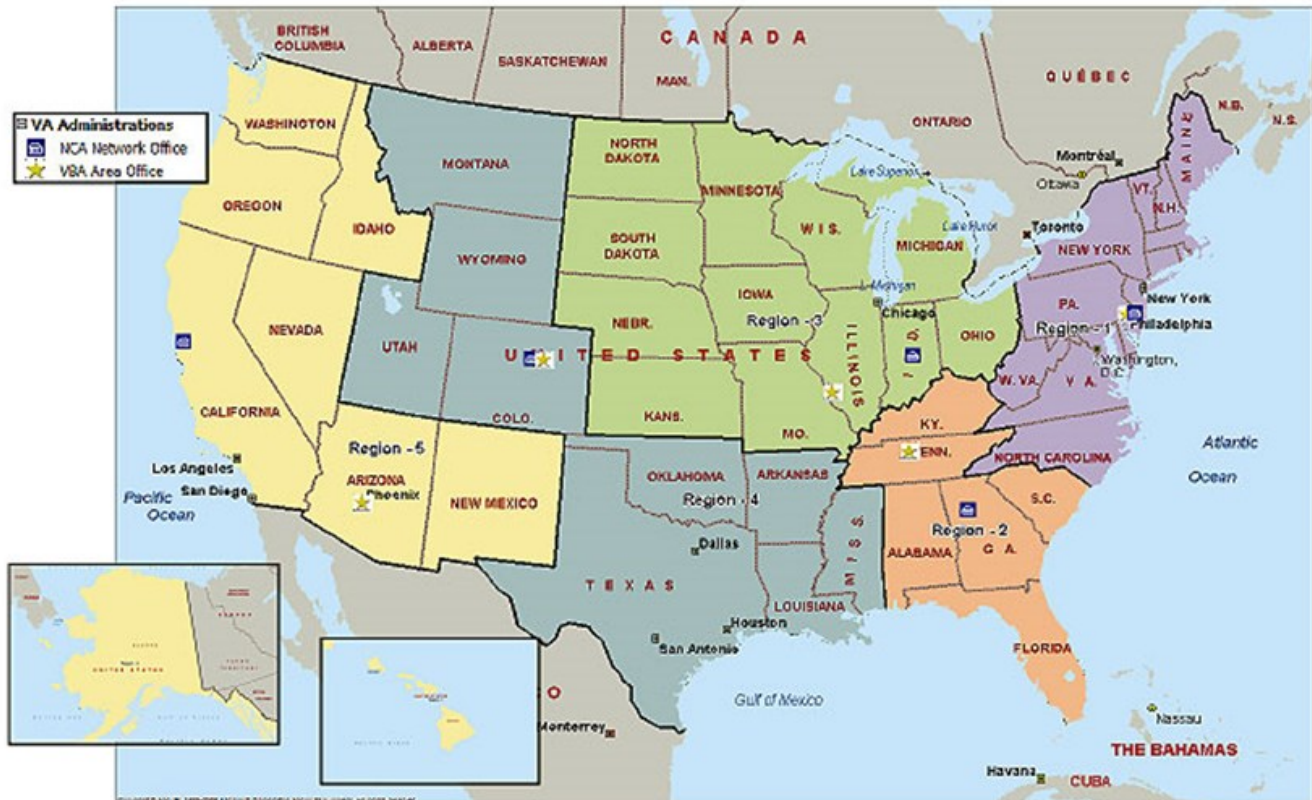 BRITISH
COLUMBIA
ALBERTA
SASKATCHEWAN
MAN.
CANADA
ONTARIO
QUÉBEC
N.B.
N.S.
VA Administrations
NCA Network Office
VBA Area Office
WASHINGTON
MONTANA
NORTH
DAKOTA
MINNESOTA
Lake Superior
Montréal
Ottawa
MAINE
VT.
N.H.
OREGON
IDAHO
WYOMING
SOUTH
DAKOTA
WIS.
MICHIGAN
Lake Huron
Toronto
NEW YORK
IOWA
L. Michigan
Chicago
NEVADA
UTAH
NEBR.
Region - 3
ILLINOIS
OHIO
PA.
New York
Region - 1
Philadelphia
UNITED STATES
Washington,
D.C.
W. VA.
VA.
CALIFORNIA
COLO.
KANS.
MO.
KY.
Region - 5
ARIZONA
Phoenix
NEW MEXICO
OKLAHOMA
Region - 4
ARKANSAS
ENN.
NORTH CAROLINA
S.C.
Atlantic
Ocean
Los Angeles
San Diego
Pacific
Ocean
Dallas
MISS.
Region - 2
ALABAMA
GA.
TEXAS
LOUISIANA
Houston
San Antonio
FLORIDA
Gulf of Mexico
UNITED STATES
O
Monterrey
Nassau
THE BAHAMAS
Havana
CUBA